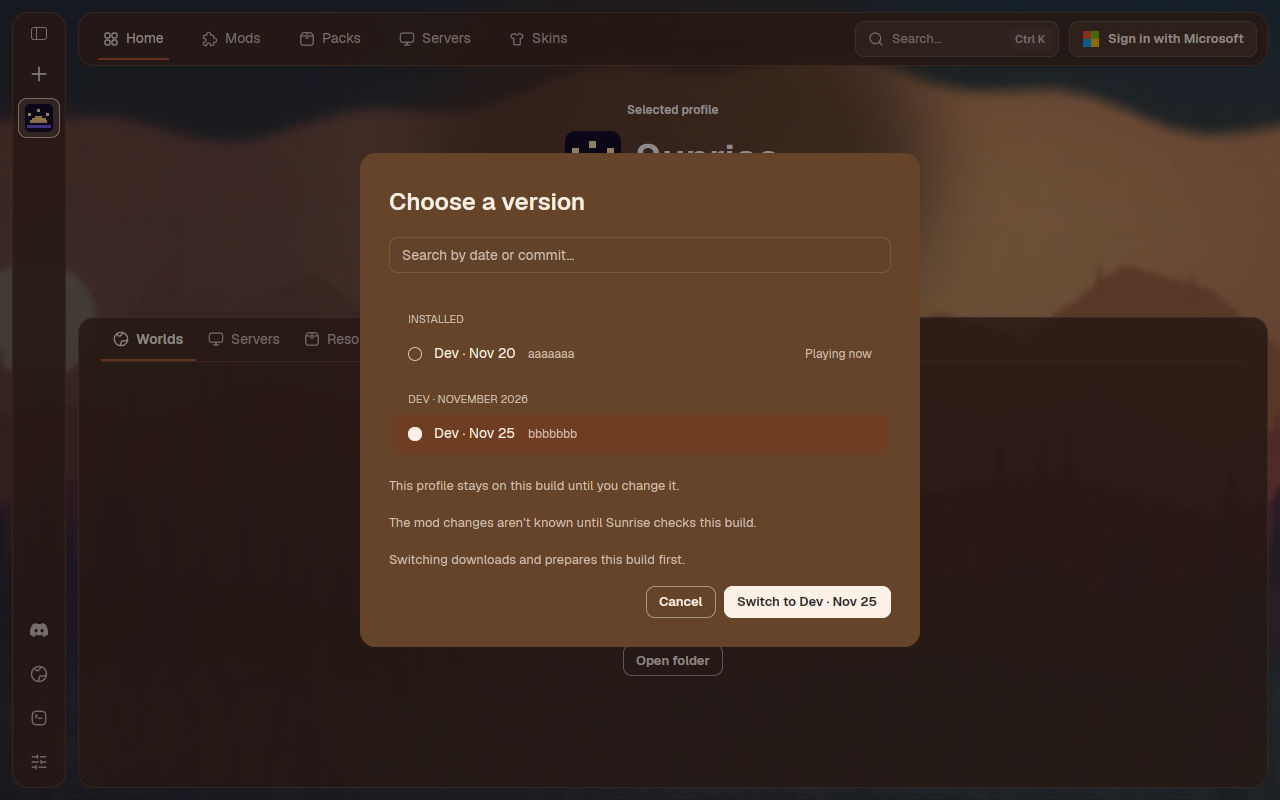 Home
Mods
Packs
Servers
Skins
Search...
Ctrl K
Sign in with Microsoft
Selected profile
Sunrise
Choose a version
Search by date or commit...
INSTALLED
Dev · Nov 20 aaaaaaa
Playing now
DEV · NOVEMBER 2026
Dev · Nov 25 bbbbbbb
This profile stays on this build until you change it.
The mod changes aren't known until Sunrise checks this build.
Switching downloads and prepares this build first.
Cancel
Switch to Dev · Nov 25
Worlds
Servers
Reso
Open folder